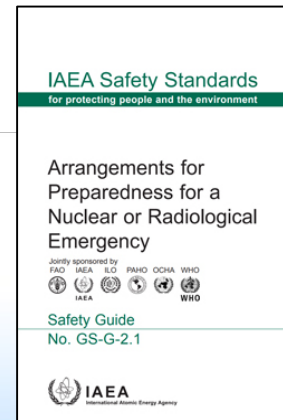 IAEA Safety Standards
for protecting people and the environment
Arrangements for
Preparedness for a
Nuclear or Radiological
Emergency
Jointly sponsored by
FAO IAEA ILO PAHO OCHA WHO
IAEA
WHO
Safety Guide
No. GS-G-2.1
IAEA
International Atomic Energy Agency